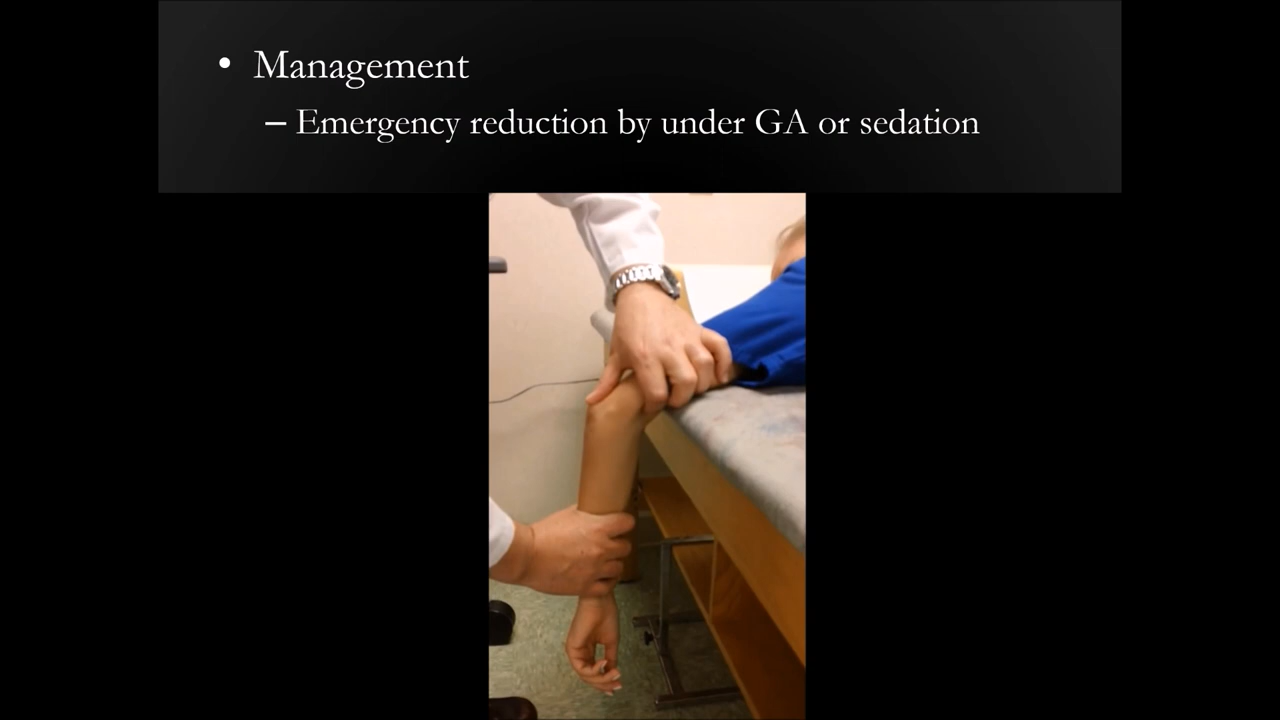 • Management
– Emergency reduction by under GA or sedation